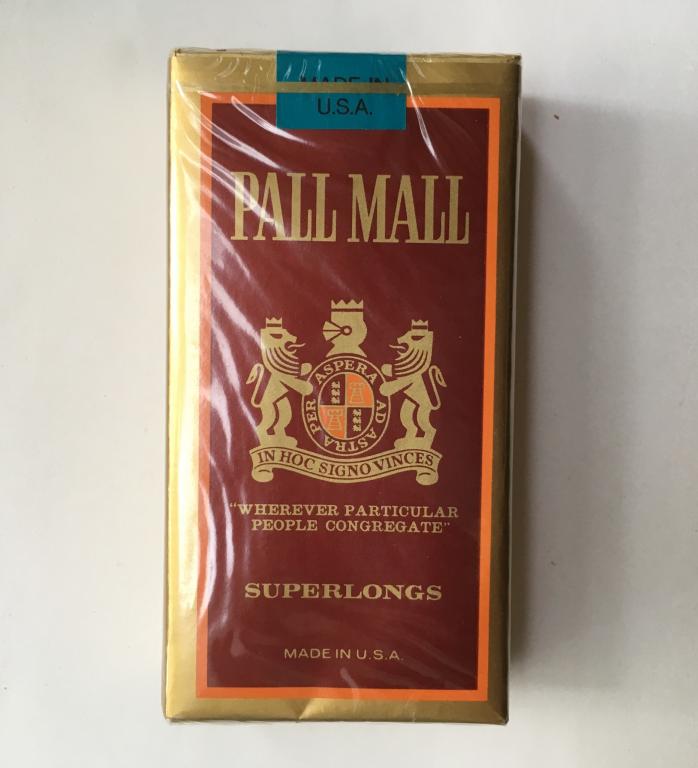 MADE IN
U.S.A.
PALL MALL
PER ASPERA AD ASTRA
IN HOC SIGNO VINCES
"WHEREVER PARTICULAR
PEOPLE CONGREGATE"
SUPERLONGS
MADE IN U.S.A.